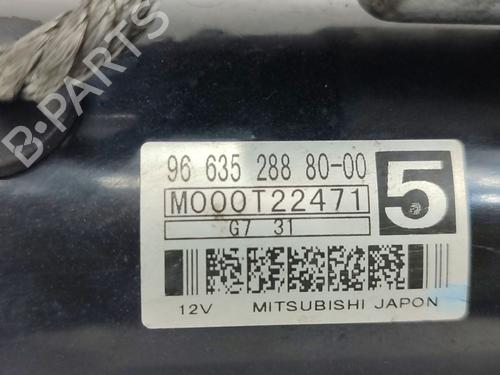 B-PARTS
96 635 288 80-00
M000T22471
5
G7 31
12V MITSUBISHI JAPON